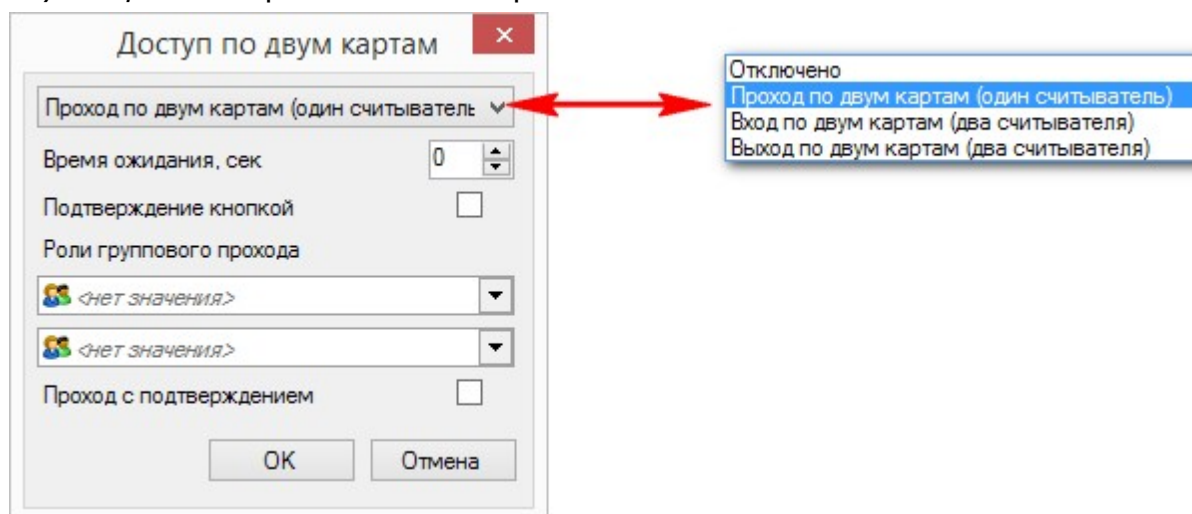 Доступ по двум картам
Проход по двум картам (один считыватель
Время ожидания, сек
0
Подтверждение кнопкой
Роли группового прохода
<нет значения>
<нет значения>
Проход с подтверждением
OK
Отмена
Отключено
Проход по двум картам (один считыватель)
Вход по двум картам (два считывателя)
Выход по двум картам (два считывателя)